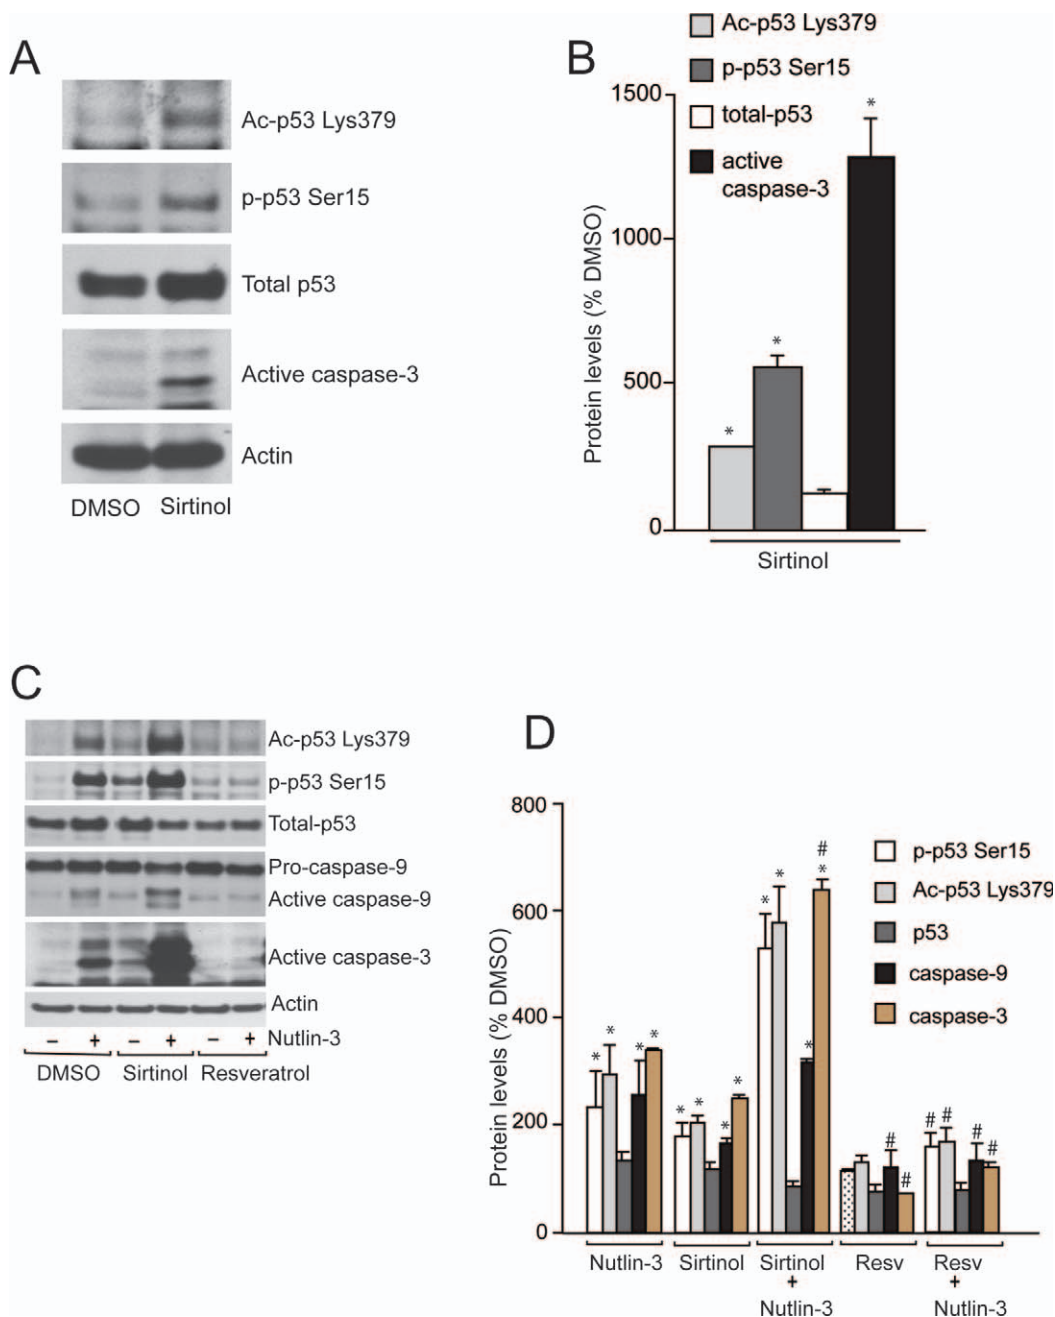 A
Ac-p53 Lys379
p-p53 Ser15
Total p53
Active caspase-3
Actin
DMSO Sirtinol
B
Ac-p53 Lys379
p-p53 Ser15
total-p53
active
caspase-3
Protein levels (% DMSO)
1500
1000
500
0
* * *
Sirtinol
C
Ac-p53 Lys379
p-p53 Ser15
Total-p53
Pro-caspase-9
Active caspase-9
Active caspase-3
Actin
– + – + – + Nutlin-3
DMSO Sirtinol Resveratrol
D
Protein levels (% DMSO)
800
600
400
200
0
p-p53 Ser15
Ac-p53 Lys379
p53
caspase-9
caspase-3
* * * *
* * * *
* * * # *
# #
# # # #
Nutlin-3 Sirtinol Sirtinol Resv Resv
+ +
Nutlin-3 Nutlin-3